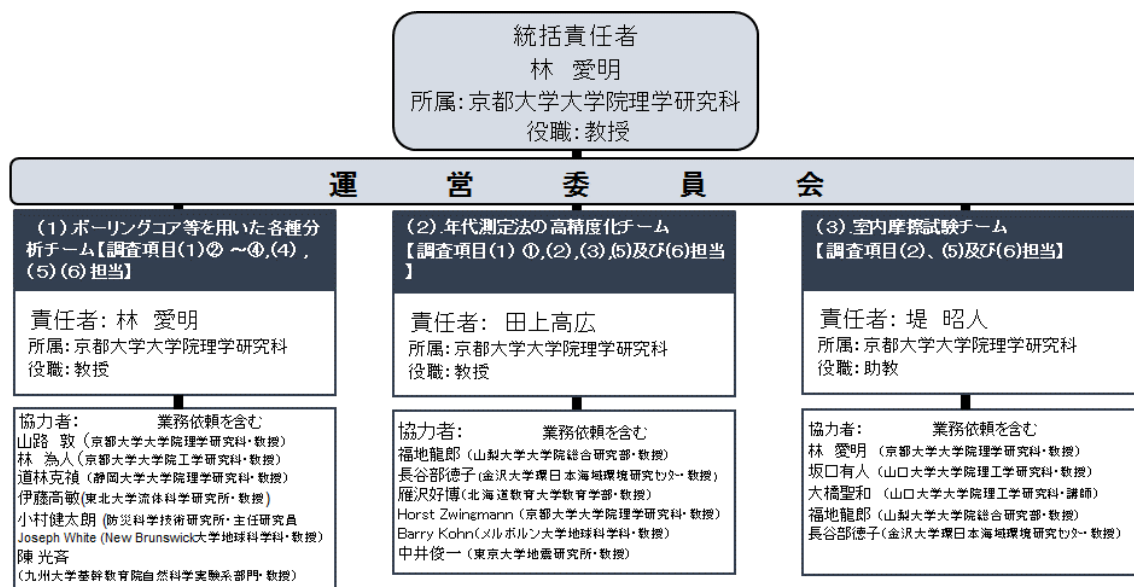 統括責任者
林 愛明
所属:京都大学大学院理学研究科
役職:教授
運 営 委 員 会
(1)ボーリングコア等を用いた各種分
析チーム【調査項目(1)② ～④,(4),
(5)(6)担当】
責任者: 林 愛明
所属:京都大学大学院理学研究科
役職:教授
協力者: 業務依頼を含む
山路 敦(京都大学大学院理学研究科・教授)
林 為人(京都大学大学院工学研究科・教授)
道林克禎(静岡大学大学院理学研究科・教授)
伊藤高敏(東北大学流体科学研究所・教授)
小村健太朗(防災科学技術研究所・主任研究員
Joseph White (New Brunswick大学地球科学科・教授)
陳 光斉
(九州大学基幹教育院自然科学実験系部門・教授)
(2).年代測定法の高精度化チーム
【調査項目(1) ①,(2),(3),(5)及び(6)担当
】
責任者: 田上高広
所属:京都大学大学院理学研究科
役職:教授
協力者: 業務依頼を含む
福地龍郎(山梨大学大学院総合研究部・教授)
長谷部徳子(金沢大学環日本海域環境研究センター・教授)
雁沢好博(北海道教育大学教育学部・教授)
Horst Zwingmann (京都大学大学院理学研究科・教授)
Barry Kohn(メルボルン大学地球科学科・教授)
中井俊一(東京大学地震研究所・教授)
(3).室内摩擦試験チーム
【調査項目(2)、(5)及び(6)担当】
責任者: 堤 昭人
所属:京都大学大学院理学研究科
役職:助教
協力者: 業務依頼を含む
林 愛明 (京都大学大学院理学研究科・教授)
坂口有人 (山口大学大学院理工学研究科・教授)
大橋聖和 (山口大学大学院理工学研究科・講師)
福地龍郎(山梨大学大学院総合研究部・教授)
長谷部徳子(金沢大学環日本海域環境研究センター・教授)